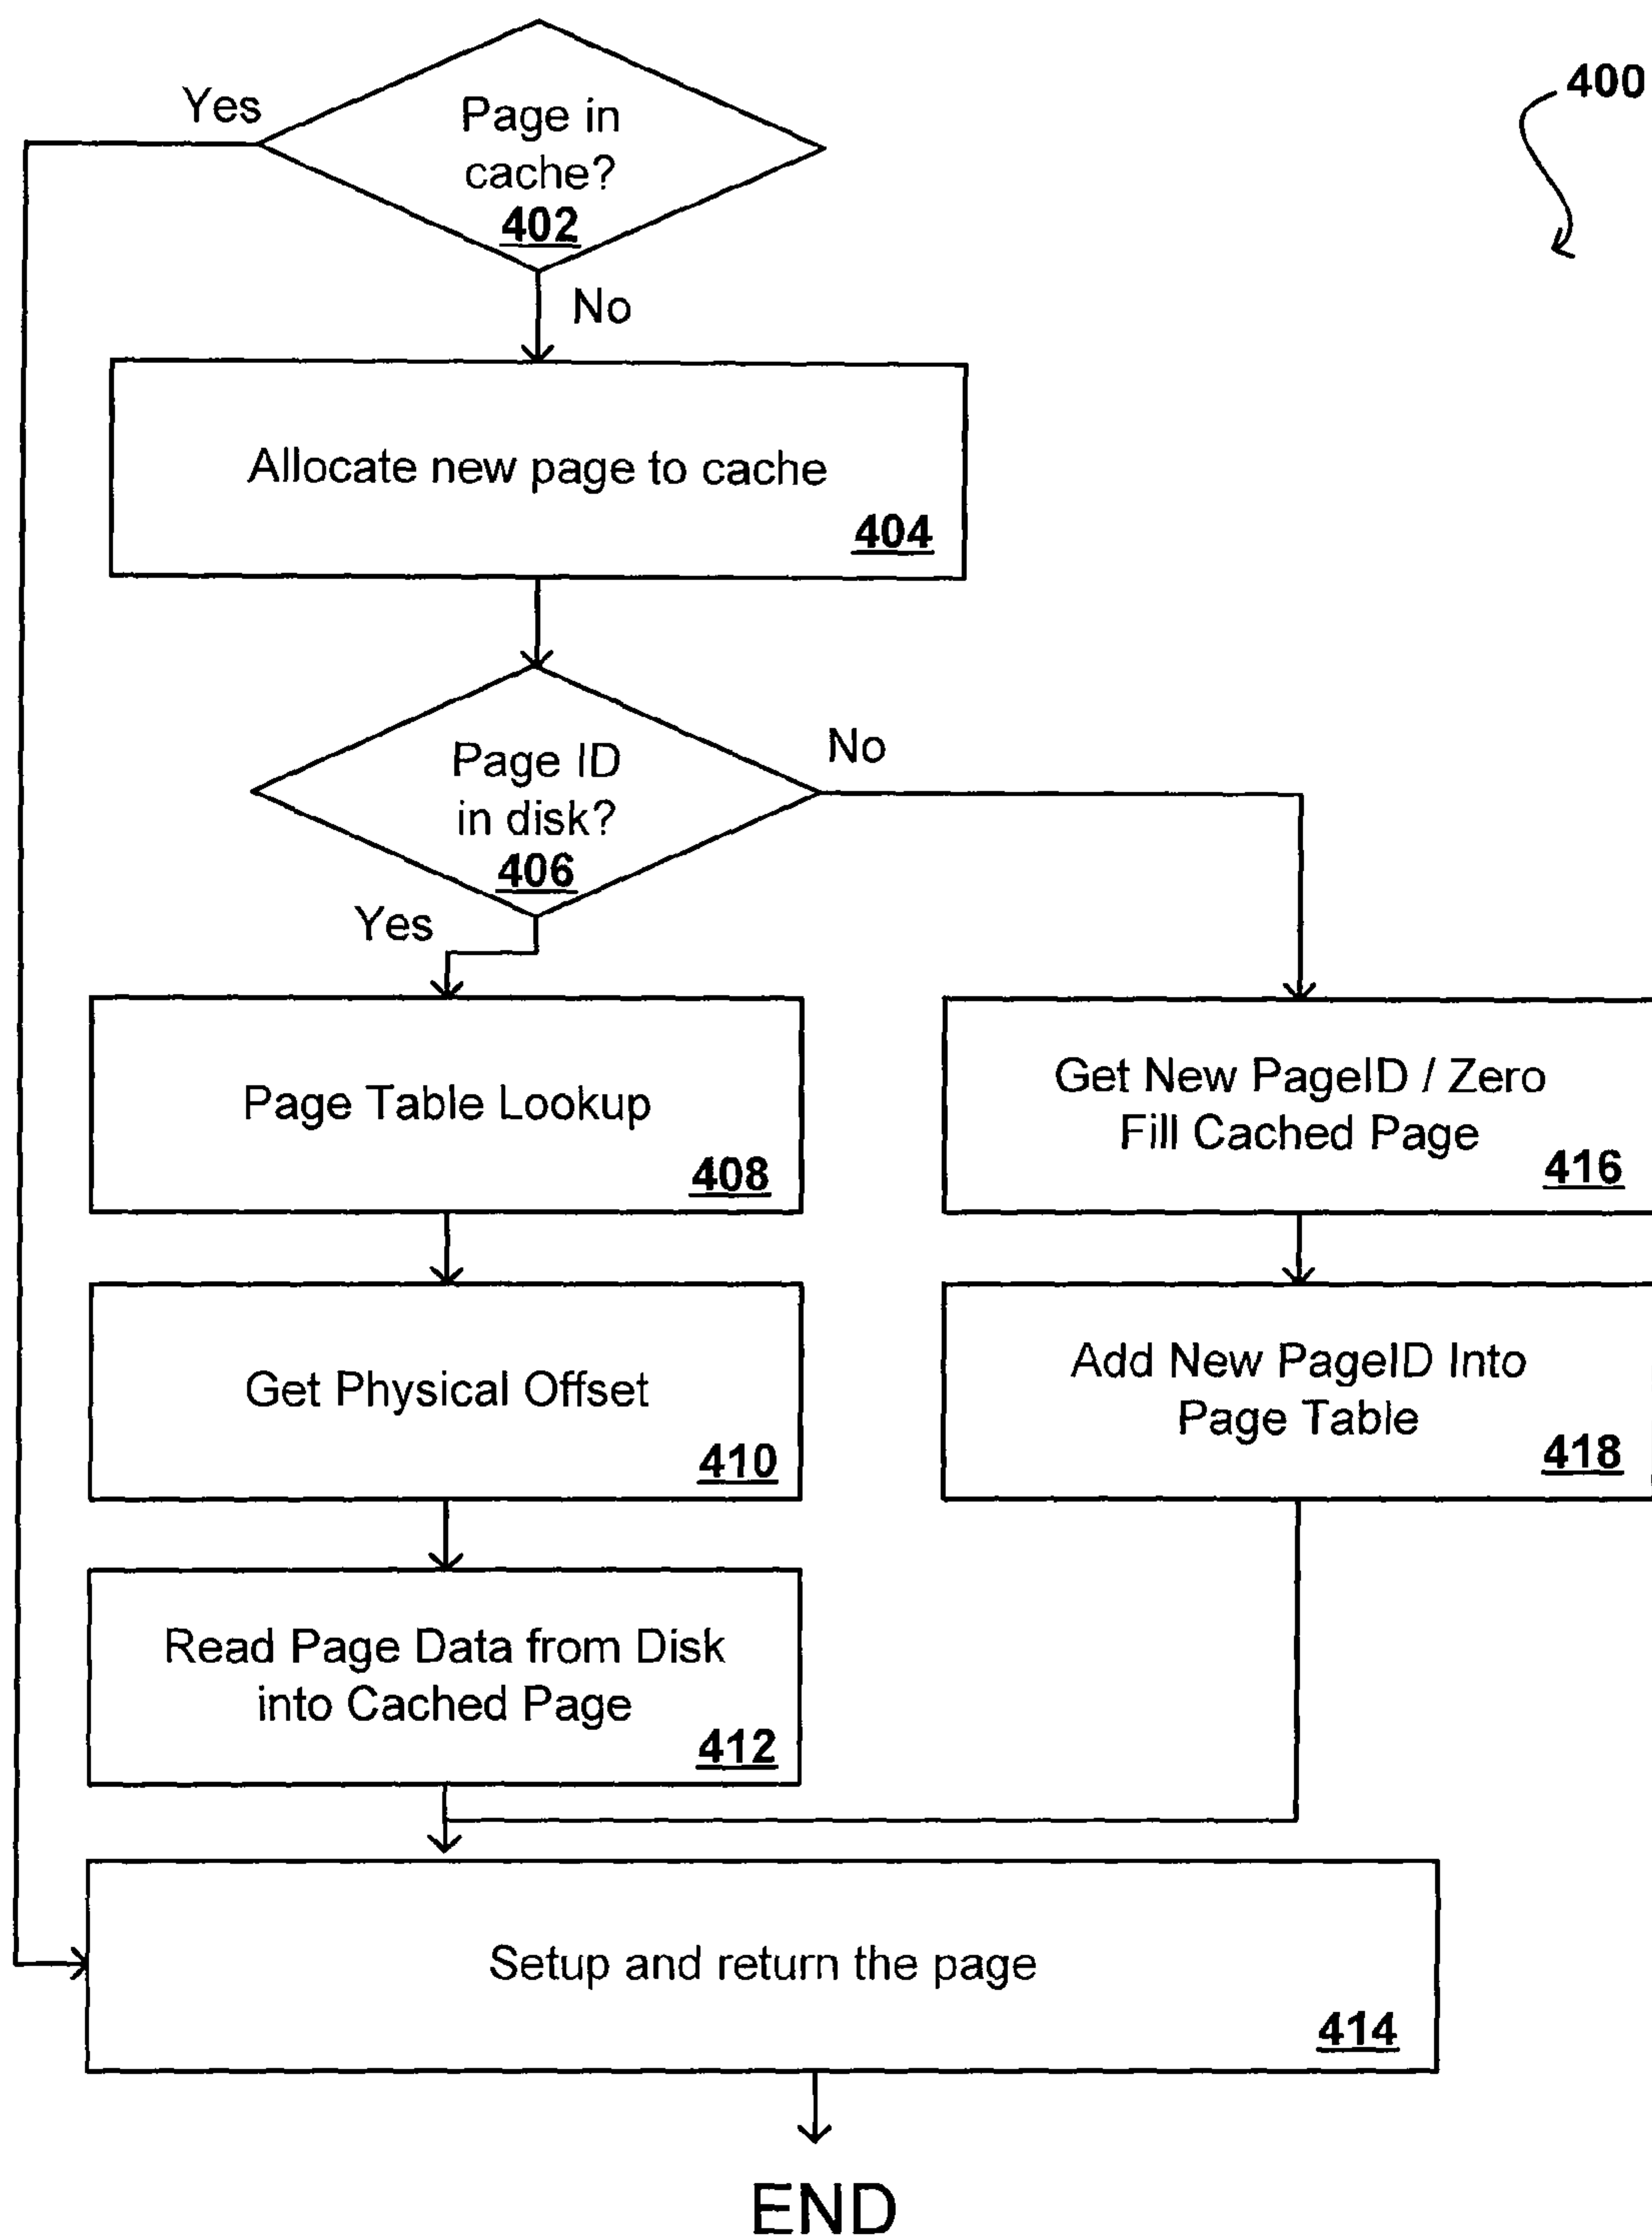 400
Yes
Page in
cache?
402
No
Allocate new page to cache
404
Page ID
in disk?
406
No
Yes
Page Table Lookup
408
Get New PageID / Zero
Fill Cached Page
416
Get Physical Offset
410
Add New PageID Into
Page Table
418
Read Page Data from Disk
into Cached Page
412
Setup and return the page
414
END